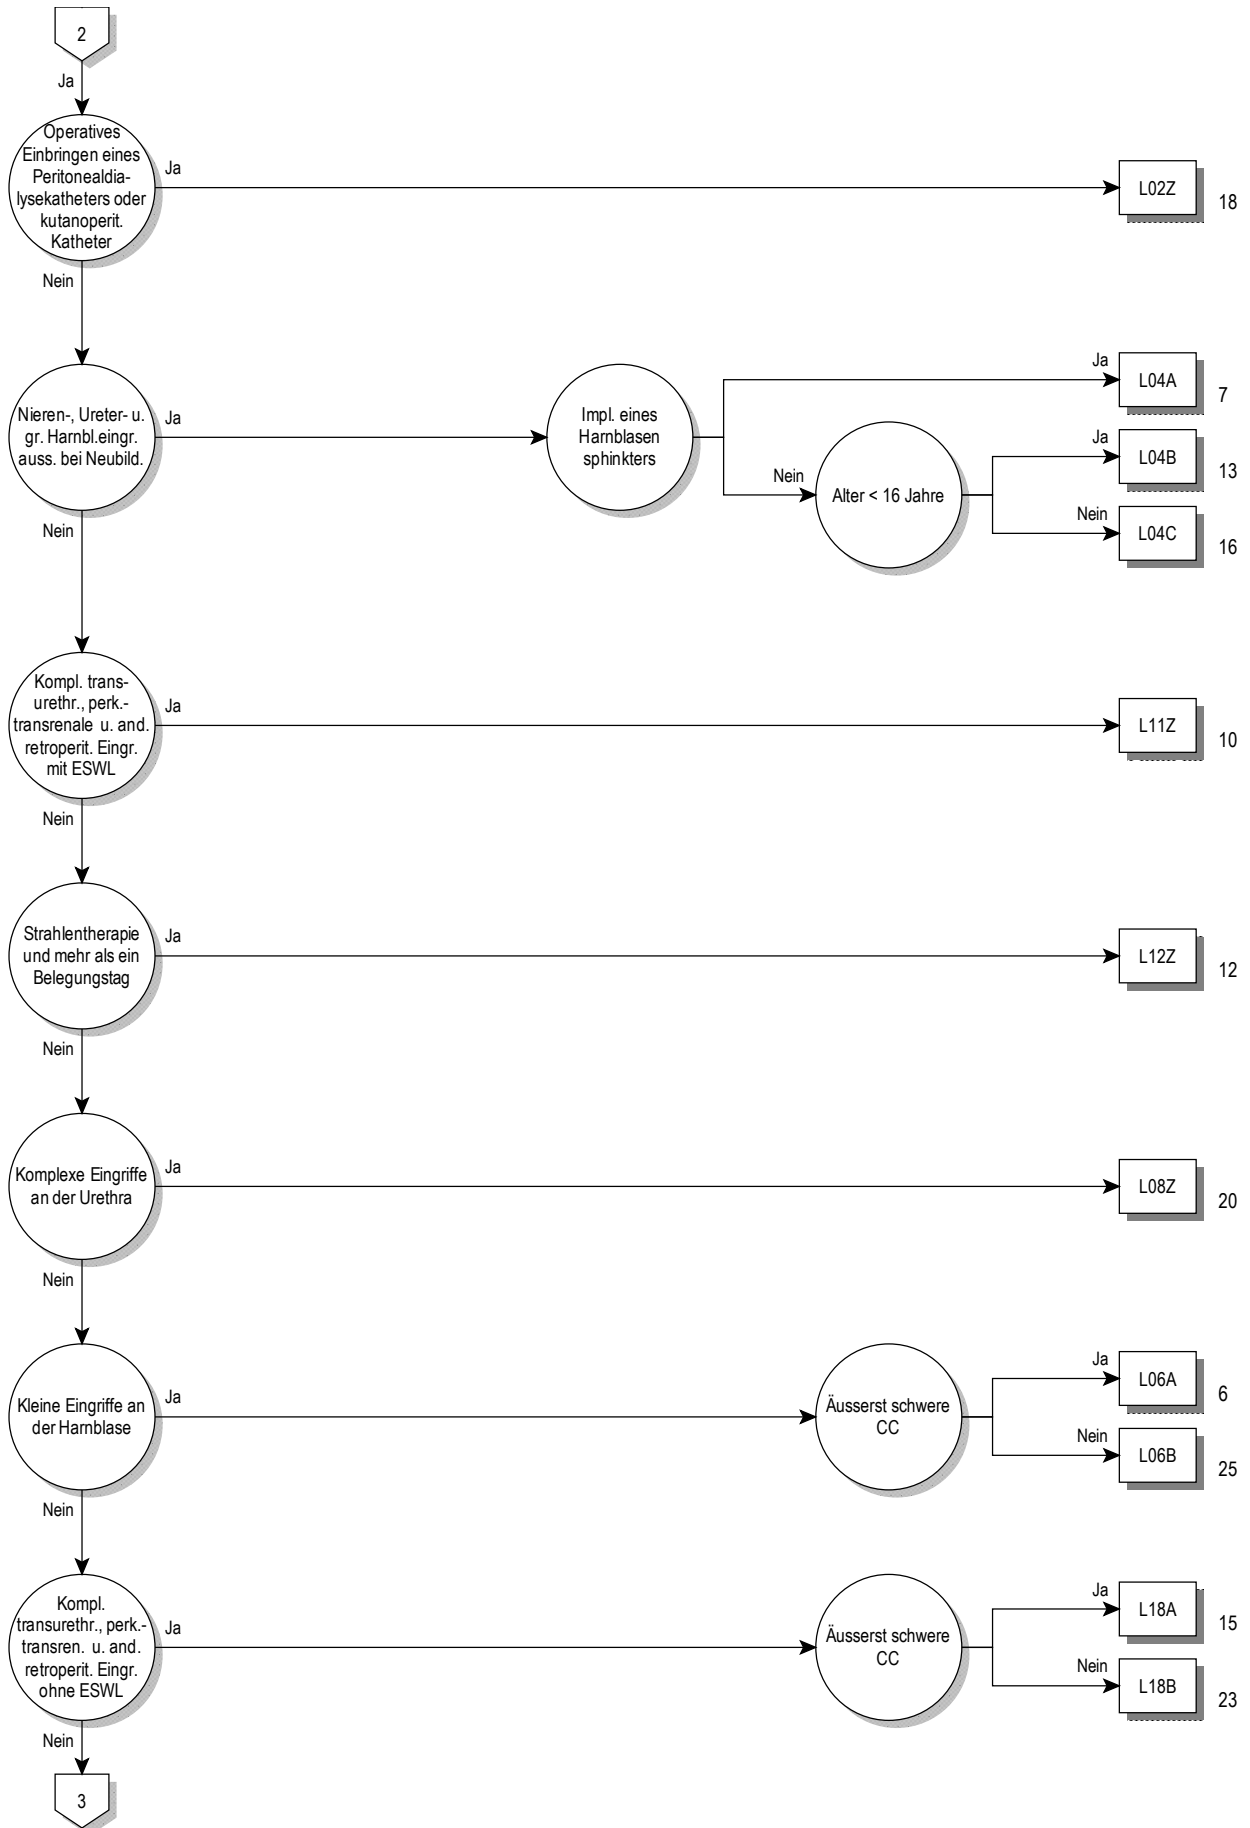 2
Ja
Operatives
Einbringen eines
Peritonealdia-
lysekatheters oder
kutanoperit.
Katheter
Ja
L02Z
18
Nein
Nieren-, Ureter- u.
gr. Harnbl.eingr.
auss. bei Neubild.
Ja
Impl. eines
Harnblasen
sphinkters
Ja
L04A
7
Nein
Alter < 16 Jahre
Ja
L04B
13
Nein
L04C
16
Nein
Kompl. trans-
urethr., perk.-
transrenale u. and.
retroperit. Eingr.
mit ESWL
Ja
L11Z
10
Nein
Strahlentherapie
und mehr als ein
Belegungstag
Ja
L12Z
12
Nein
Komplexe Eingriffe
an der Urethra
Ja
L08Z
20
Nein
Kleine Eingriffe an
der Harnblase
Ja
Äusserst schwere
CC
Ja
L06A
6
Nein
L06B
25
Nein
Kompl.
transurethr., perk.-
transren. u. and.
retroperit. Eingr.
ohne ESWL
Ja
Äusserst schwere
CC
Ja
L18A
15
Nein
L18B
23
Nein
3